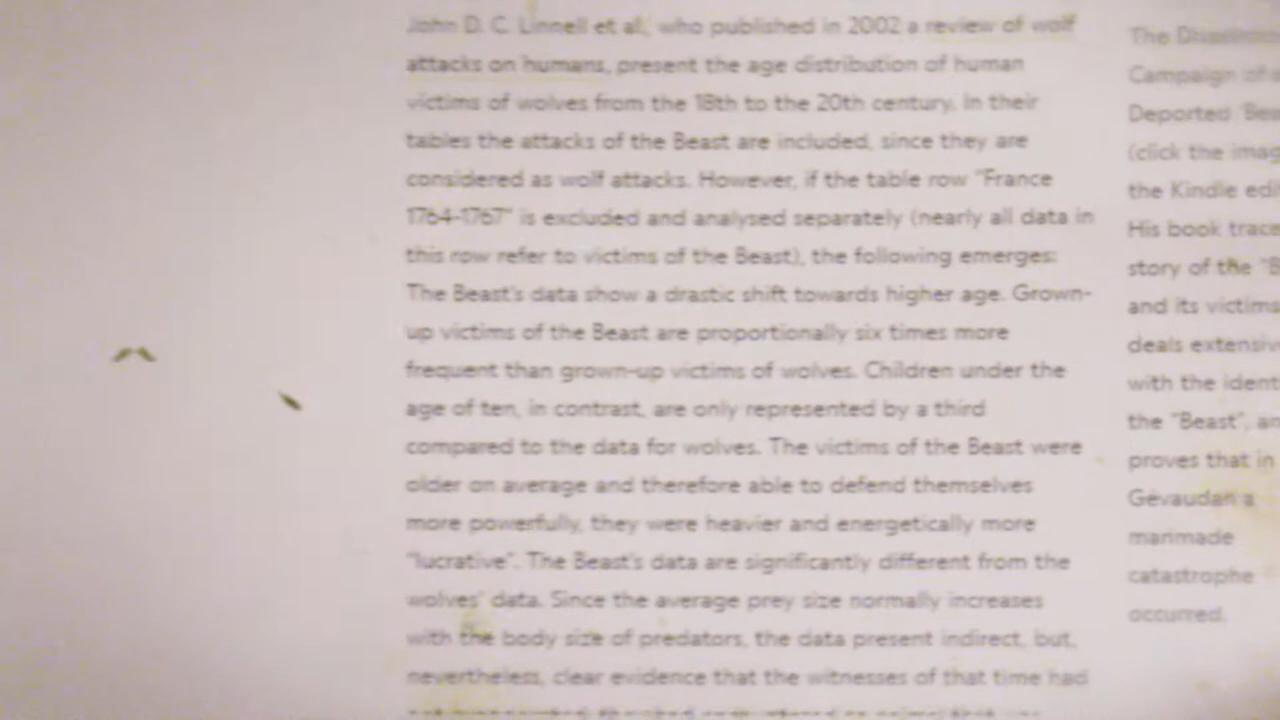 John D. C. Linnell et al., who published in 2002 a review of wolf
attacks on humans, present the age distribution of human
victims of wolves from the 18th to the 20th century. In their
tables the attacks of the Beast are included, since they are
considered as wolf attacks. However, if the table row "France
1764-1767" is excluded and analysed separately (nearly all data in
this row refer to victims of the Beast), the following emerges:
The Beast's data show a drastic shift towards higher age. Grown-
up victims of the Beast are proportionally six times more
frequent than grown-up victims of wolves. Children under the
age of ten, in contrast, are only represented by a third
compared to the data for wolves. The victims of the Beast were
older on average and therefore able to defend themselves
more powerfully, they were heavier and energetically more
"lucrative". The Beast's data are significantly different from the
wolves' data. Since the average prey size normally increases
with the body size of predators, the data present indirect, but,
nevertheless, clear evidence that the witnesses of that time had
The
Campaign of
Deported
(click the
the Kindle
His book
story of the
and its
deals
with the
the "Beast",
proves that in
Gévaudan a
manmade
catastrophe
occurred.